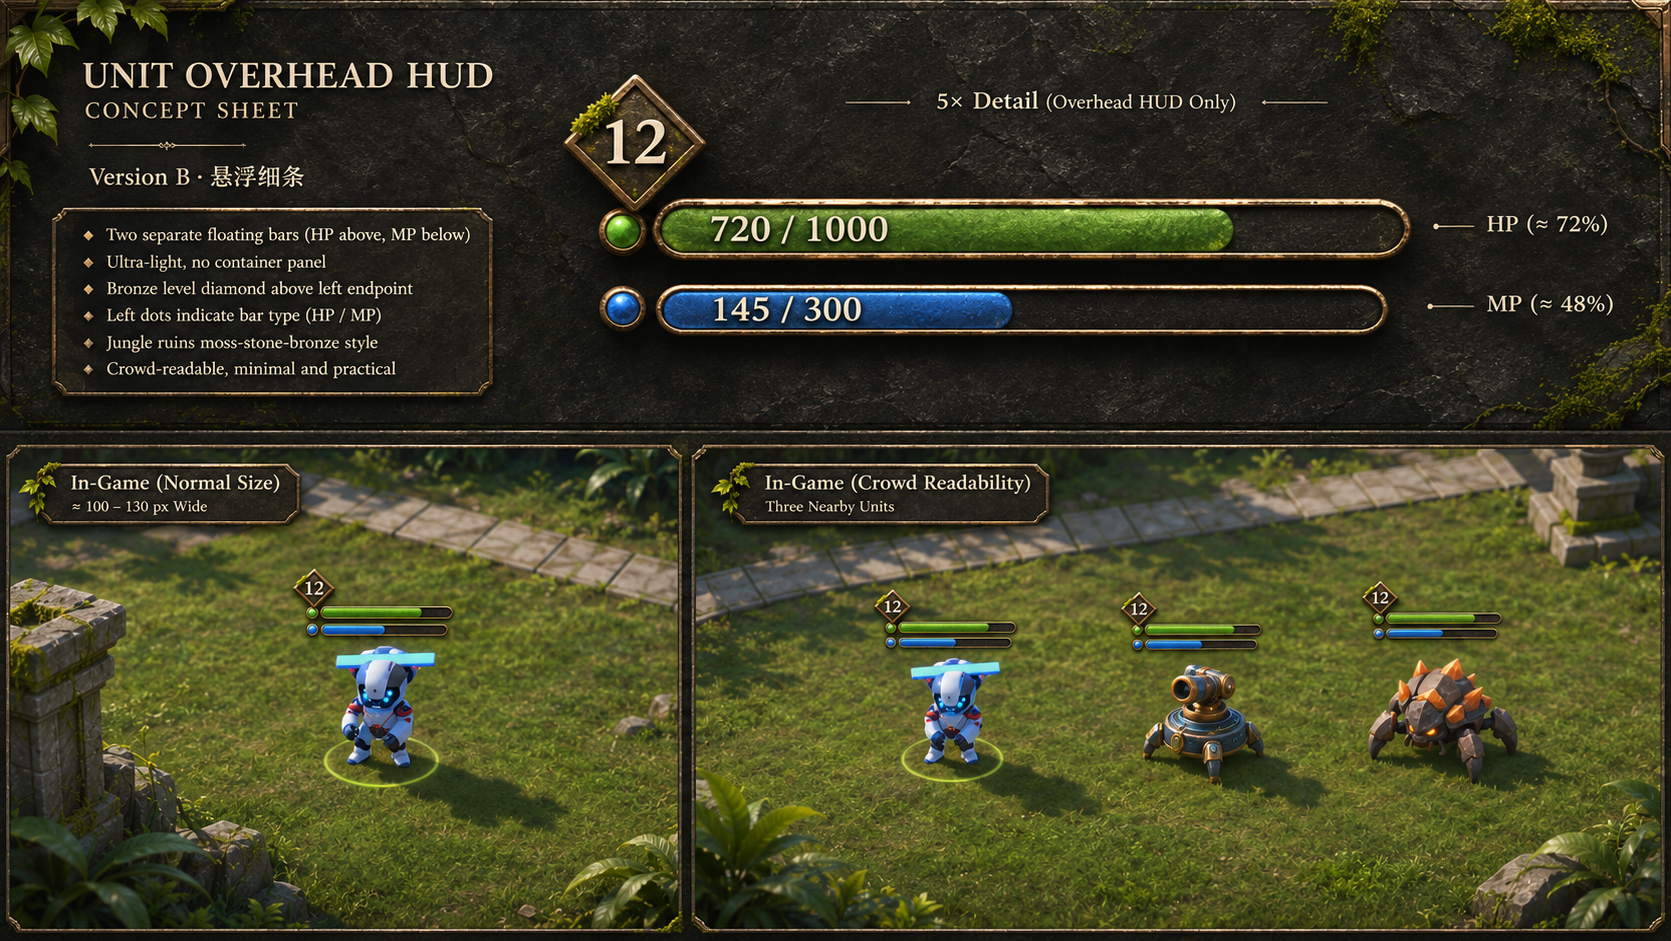 UNIT OVERHEAD HUD
CONCEPT SHEET
Version B · 悬浮细条
◆ Two separate floating bars (HP above, MP below)
◆ Ultra-light, no container panel
◆ Bronze level diamond above left endpoint
◆ Left dots indicate bar type (HP / MP)
◆ Jungle ruins moss-stone-bronze style
◆ Crowd-readable, minimal and practical
5× Detail (Overhead HUD Only)
12
720 / 1000
HP (≈ 72%)
145 / 300
MP (≈ 48%)
In-Game (Normal Size)
≈ 100 – 130 px Wide
12
In-Game (Crowd Readability)
Three Nearby Units
12
12
12